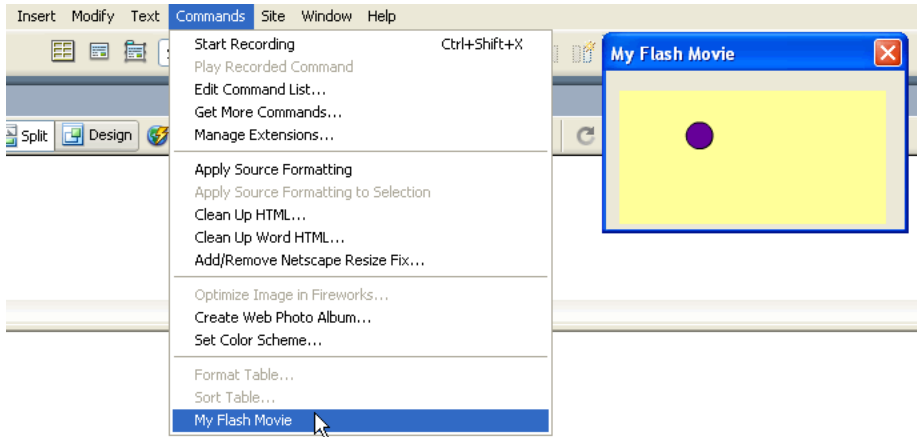 Insert Modify Text Commands Site Window Help
Start Recording Ctrl+Shift+X
Play Recorded Command
Edit Command List...
Get More Commands...
Manage Extensions...
Apply Source Formatting
Apply Source Formatting to Selection
Clean Up HTML...
Clean Up Word HTML...
Add/Remove Netscape Resize Fix...
Optimize Image in Fireworks...
Create Web Photo Album...
Set Color Scheme...
Format Table...
Sort Table...
My Flash Movie
Split Design
My Flash Movie